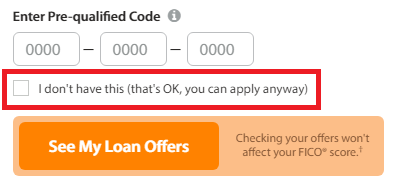 Enter Pre-qualified Code i
0000 – 0000 – 0000
I don't have this (that's OK, you can apply anyway)
See My Loan Offers
Checking your offers won't
affect your FICO® score.†